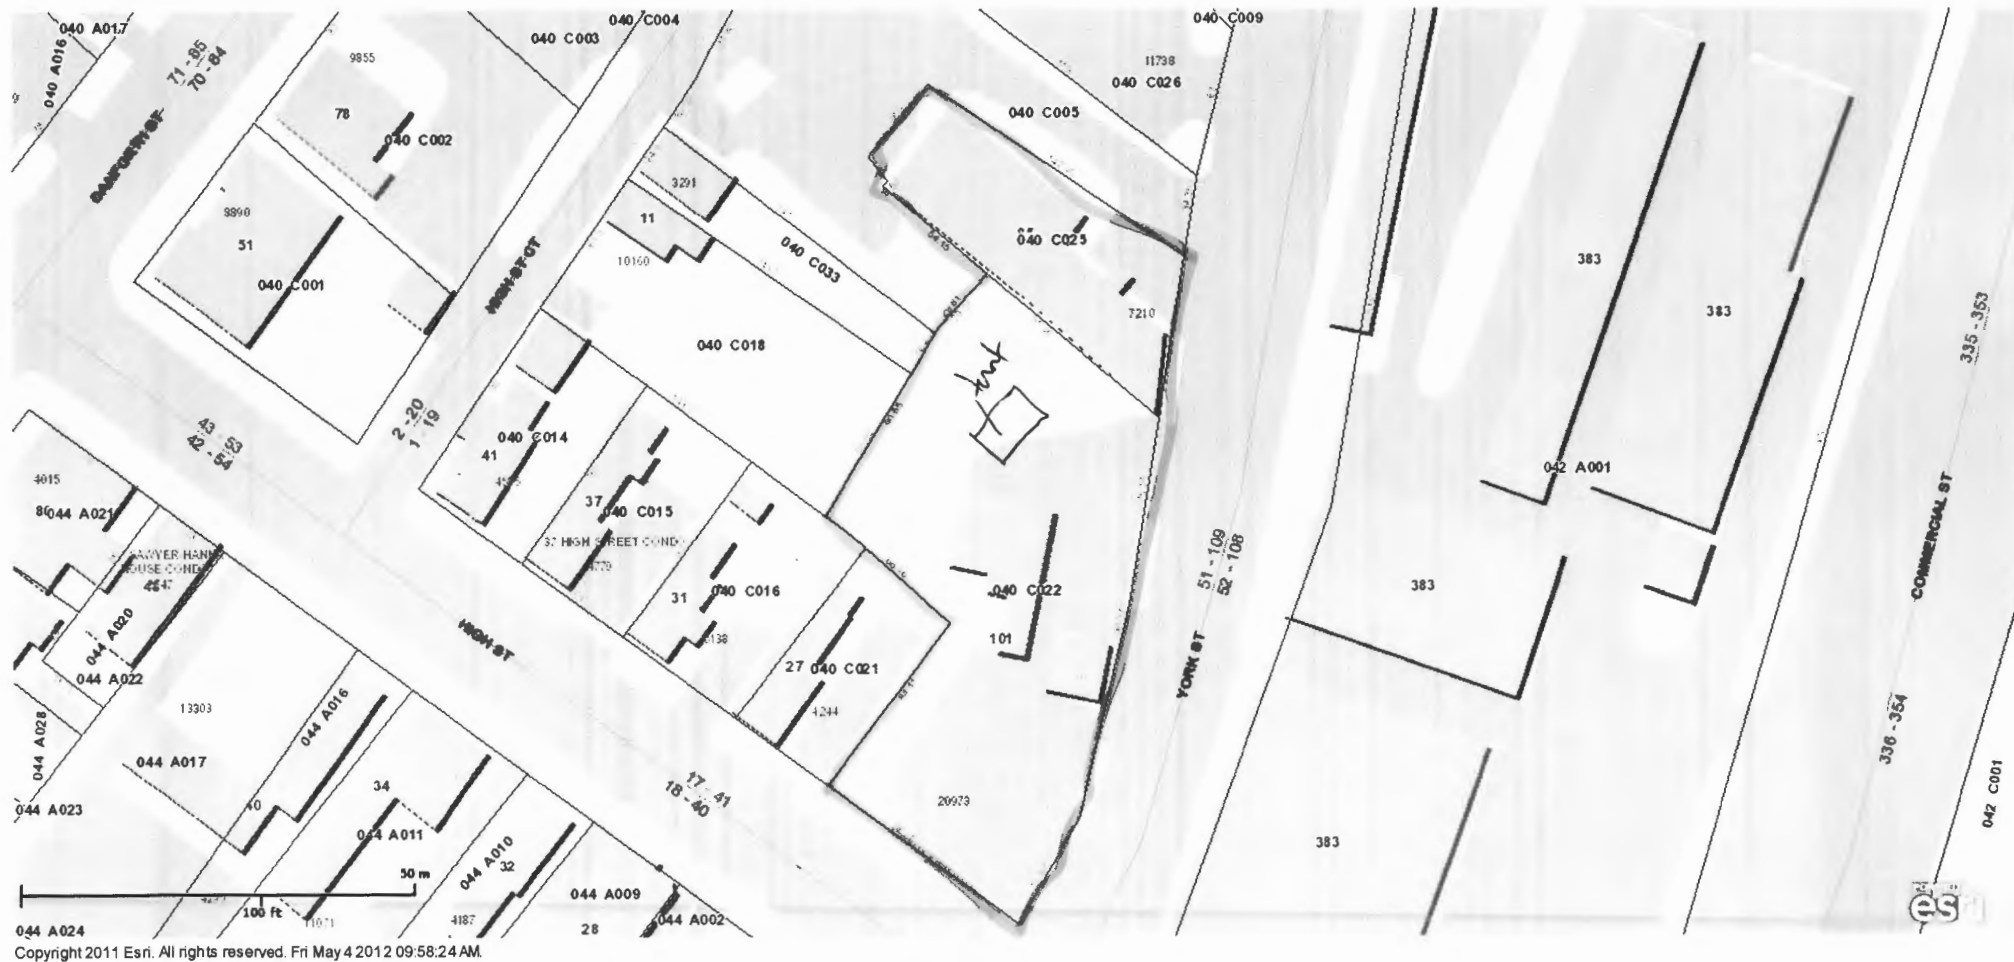 040 A017
040 A016
71 - 85
70 - 84
DANFORTH ST
9855
78
040 C002
040 C003
040 C004
040 C009
11738
040 C026
040 C005
8890
51
040 C001
HIGH ST CT
3291
11
10160
040 C033
040 C018
040 C025
7210
383
383
335 - 353
43 - 53
2 - 20
1 - 19
41
040 C014
37
040 C015
37 HIGH STREET COND
4779
31
040 C016
tent
042 A001
COMMERCIAL ST
4015
86
044 A021
SAWYER HAN
HOUSE COND
044 A020
044 A022
HIGH ST
27
040 C021
4244
040 C022
101
51 - 109
52 - 108
YORK ST
383
13303
044 A016
044 A028
044 A017
17 - 41
18 - 40
20973
336 - 354
044 A023
40
34
044 A011
044 A010
32
50 m
100 ft
044 A009
28
044 A002
4187
11071
383
042 C001
044 A024
esri
Copyright 2011 Esri. All rights reserved. Fri May 4 2012 09:58:24 AM.